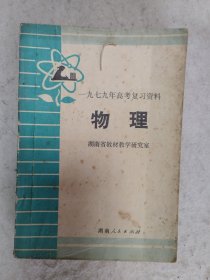 一九七九年高考复习资料
物理
湖南省教材教学研究室
湖南人民出版社